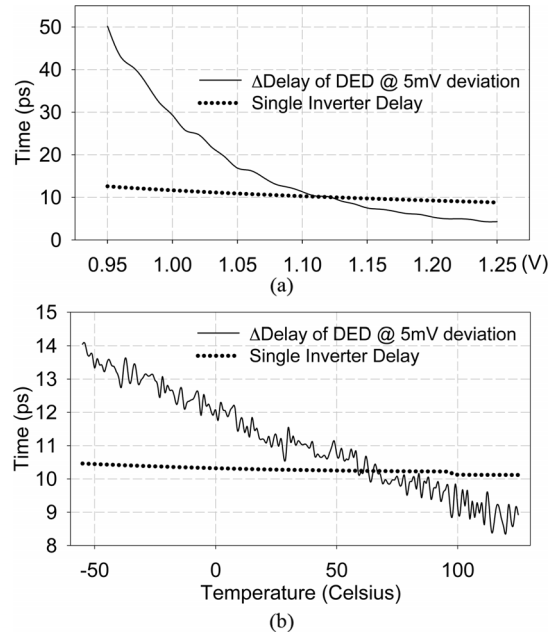 50
40
30
20
10
0
Time (ps)
ΔDelay of DED @ 5mV deviation
Single Inverter Delay
0.95 1.00 1.05 1.10 1.15 1.20 1.25 (V)
(a)
15
14
13
12
11
10
9
8
Time (ps)
ΔDelay of DED @ 5mV deviation
Single Inverter Delay
-50 0 50 100
Temperature (Celsius)
(b)